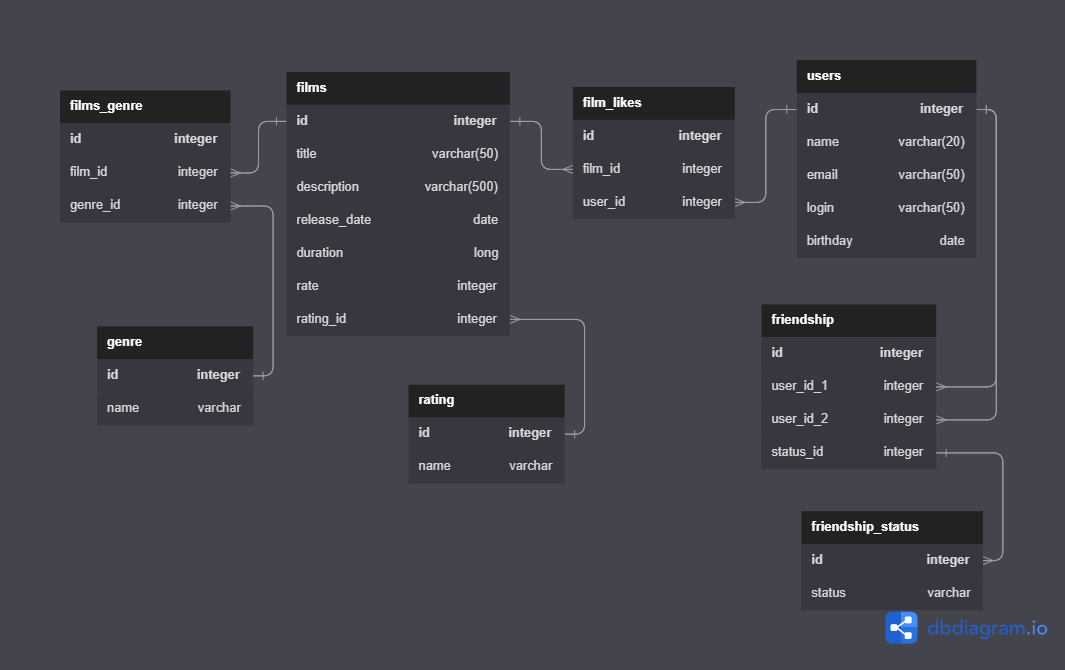 films_genre
id integer
film_id integer
genre_id integer
films
id integer
title varchar(50)
description varchar(500)
release_date date
duration long
rate integer
rating_id integer
film_likes
id integer
film_id integer
user_id integer
users
id integer
name varchar(20)
email varchar(50)
login varchar(50)
birthday date
genre
id integer
name varchar
rating
id integer
name varchar
friendship
id integer
user_id_1 integer
user_id_2 integer
status_id integer
friendship_status
id integer
status varchar
dbdiagram.io